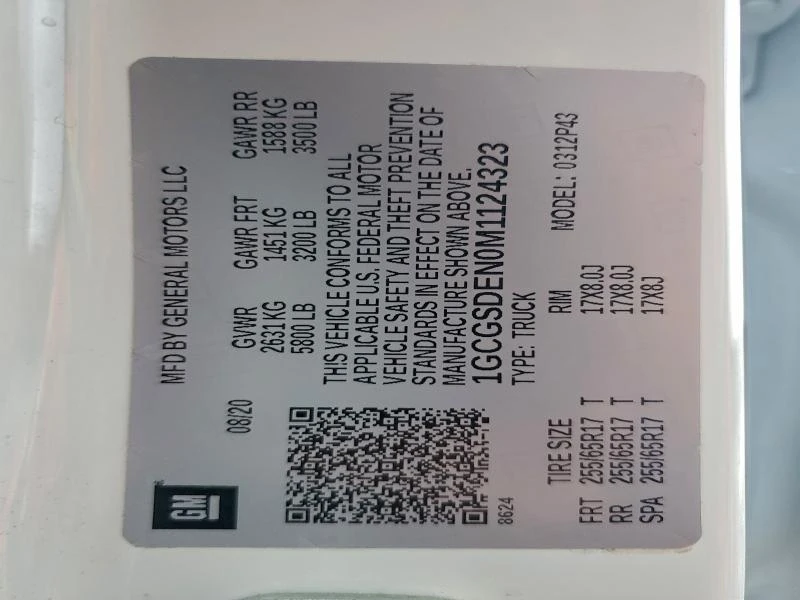 GM
MFD BY GENERAL MOTORS LLC
08/20
GVWR GAWR FRT GAWR RR
2631 KG 1451 KG 1588 KG
5800 LB 3200 LB 3500 LB
THIS VEHICLE CONFORMS TO ALL
APPLICABLE U.S. FEDERAL MOTOR
VEHICLE SAFETY AND THEFT PREVENTION
STANDARDS IN EFFECT ON THE DATE OF
MANUFACTURE SHOWN ABOVE.
1GCGSDEN0M1124323
8624
TYPE: TRUCK
TIRE SIZE RIM MODEL: 0312P43
FRT 255/65R17 T 17X8.0J
RR 255/65R17 T 17X8.0J
SPA 255/65R17 T 17X8J